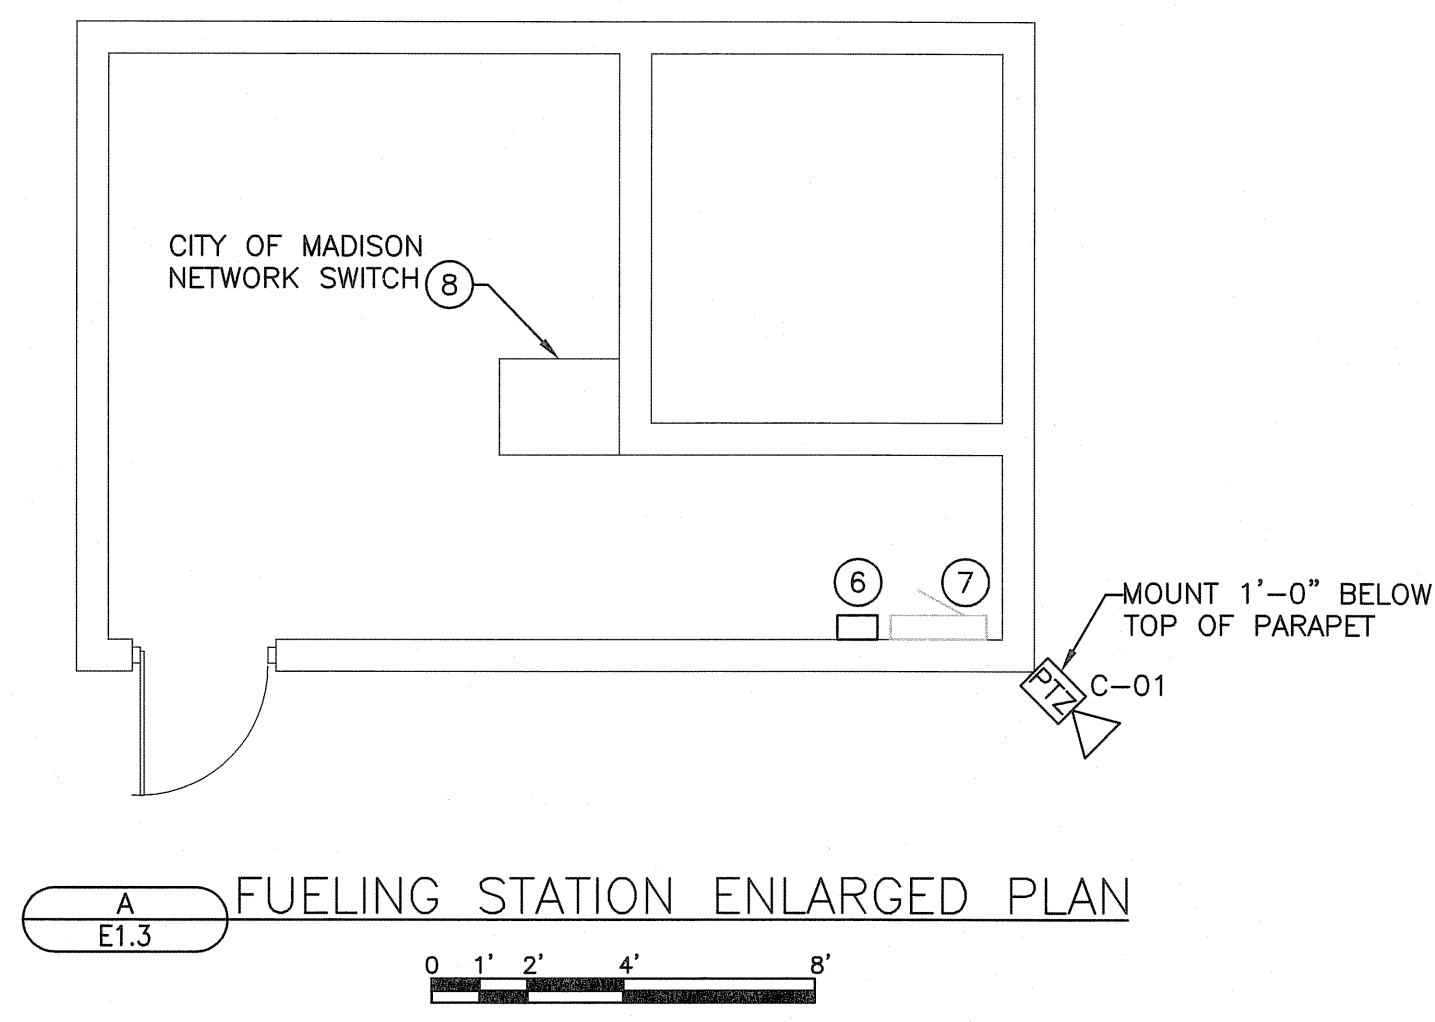 CITY OF MADISON
NETWORK SWITCH 8
6 7
MOUNT 1'-0" BELOW
TOP OF PARAPET
PTZ C-01
A
E1.3
FUELING STATION ENLARGED PLAN
0 1' 2' 4' 8'